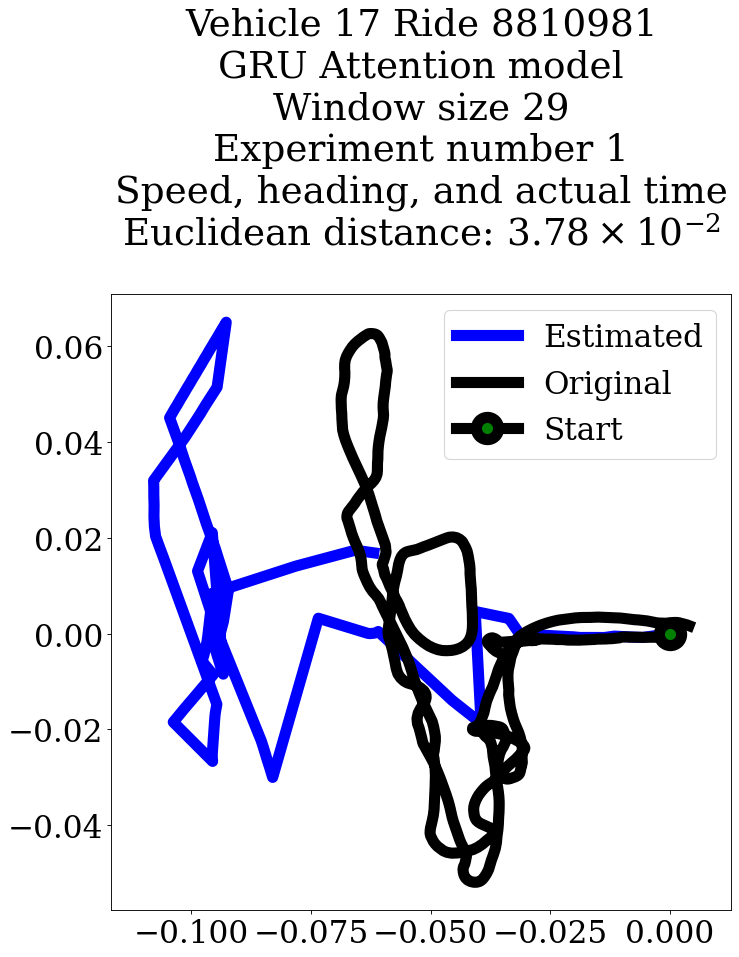 Vehicle 17 Ride 8810981
GRU Attention model
Window size 29
Experiment number 1
Speed, heading, and actual time
Euclidean distance: 3.78 × 10⁻²
Estimated
Original
Start
0.06
0.04
0.02
0.00
−0.02
−0.04
−0.100 −0.075 −0.050 −0.025 0.000